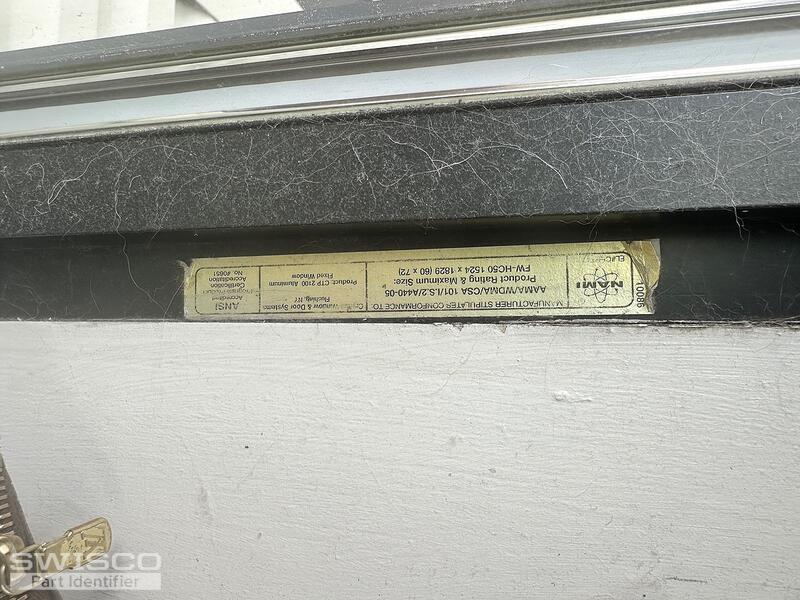 NAMI
MANUFACTURER STIPULATES CONFORMANCE TO
AAMA/WDMA/CSA 101/I.S.2/A440-05
Product Rating & Maximum Size:
FW-HC50 1524 x 1829 (60 x 72)
Window & Door Systems
Flushing, NY
Product: CTP 2100 Aluminum
Fixed Window
ANSI
Accredited
Program
Certification
Accreditation
No. #0651
SWISCO
Part Identifier